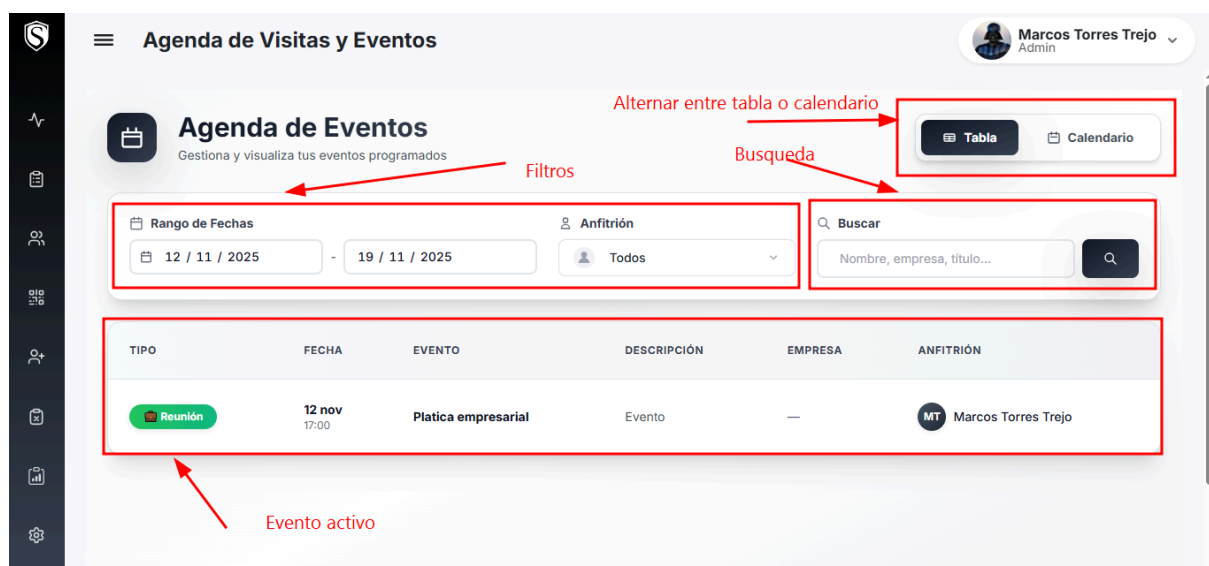 S
Agenda de Visitas y Eventos
Marcos Torres Trejo
Admin
Alternar entre tabla o calendario
Agenda de Eventos
Gestiona y visualiza tus eventos programados
Tabla
Calendario
Filtros
Busqueda
Rango de Fechas
Anfitrión
Buscar
12 / 11 / 2025 - 19 / 11 / 2025
Todos
Nombre, empresa, título...
TIPO FECHA EVENTO DESCRIPCIÓN EMPRESA ANFITRIÓN
Reunión 12 nov Platica empresarial Evento — MT Marcos Torres Trejo
17:00
Evento activo